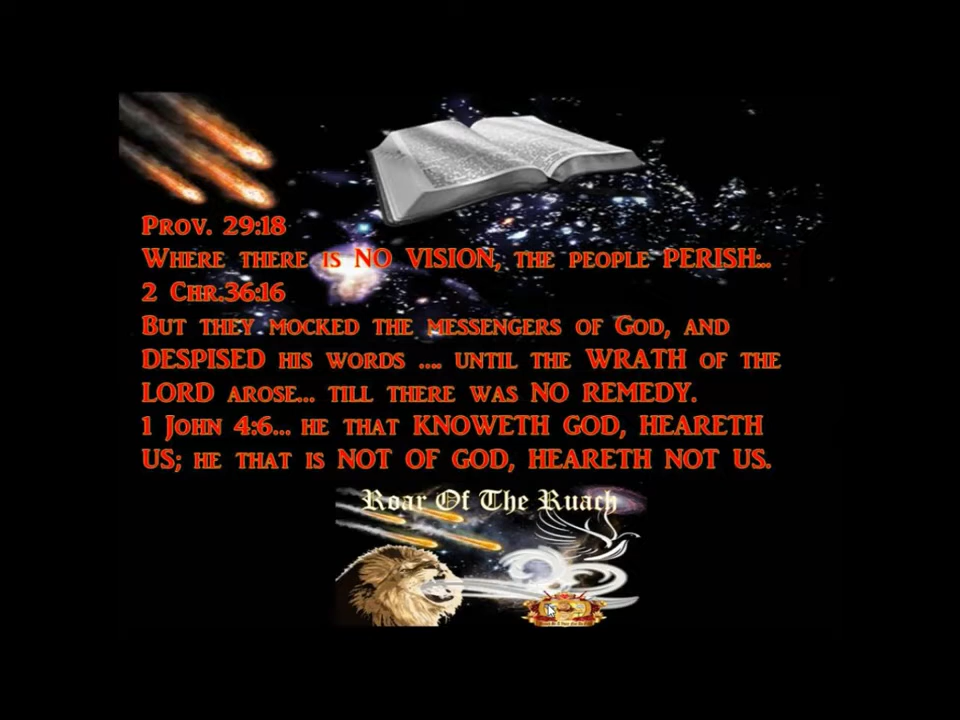 Prov. 29:18
Where there is NO VISION, the people PERISH:..
2 Chr.36:16
But they mocked the messengers of God, and
DESPISED his words .... until the WRATH of the
LORD arose... till there was NO REMEDY.
1 John 4:6... he that KNOWETH GOD, HEARETH
US; he that is NOT OF GOD, HEARETH NOT US.
Roar Of The Ruach